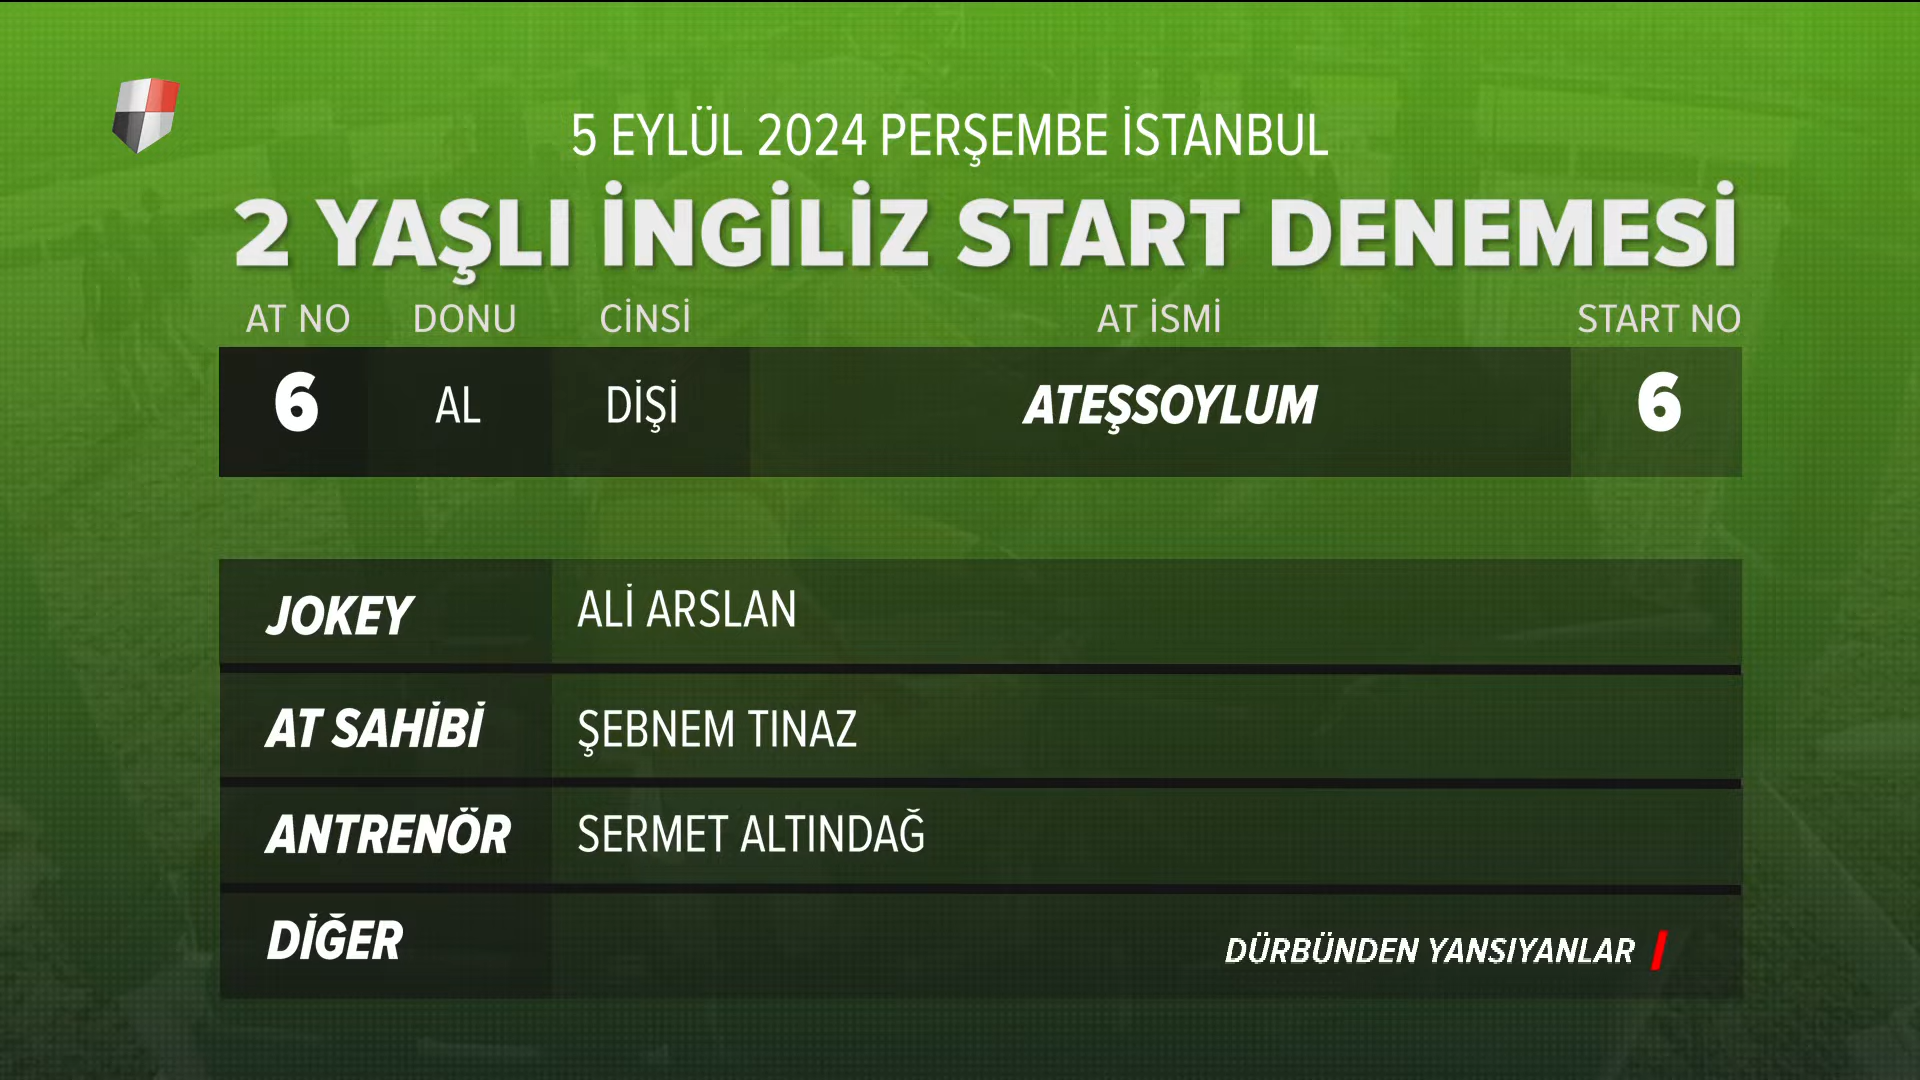 5 EYLÜL 2024 PERŞEMBE İSTANBUL
2 YAŞLI İNGİLİZ START DENEMESİ
AT NO DONU CİNSİ AT İSMİ START NO
6 AL DİŞİ ATEŞSOYLUM 6
JOKEY ALİ ARSLAN
AT SAHİBİ ŞEBNEM TINAZ
ANTRENÖR SERMET ALTINDAĞ
DİĞER
DÜRBÜNDEN YANSIYANLAR